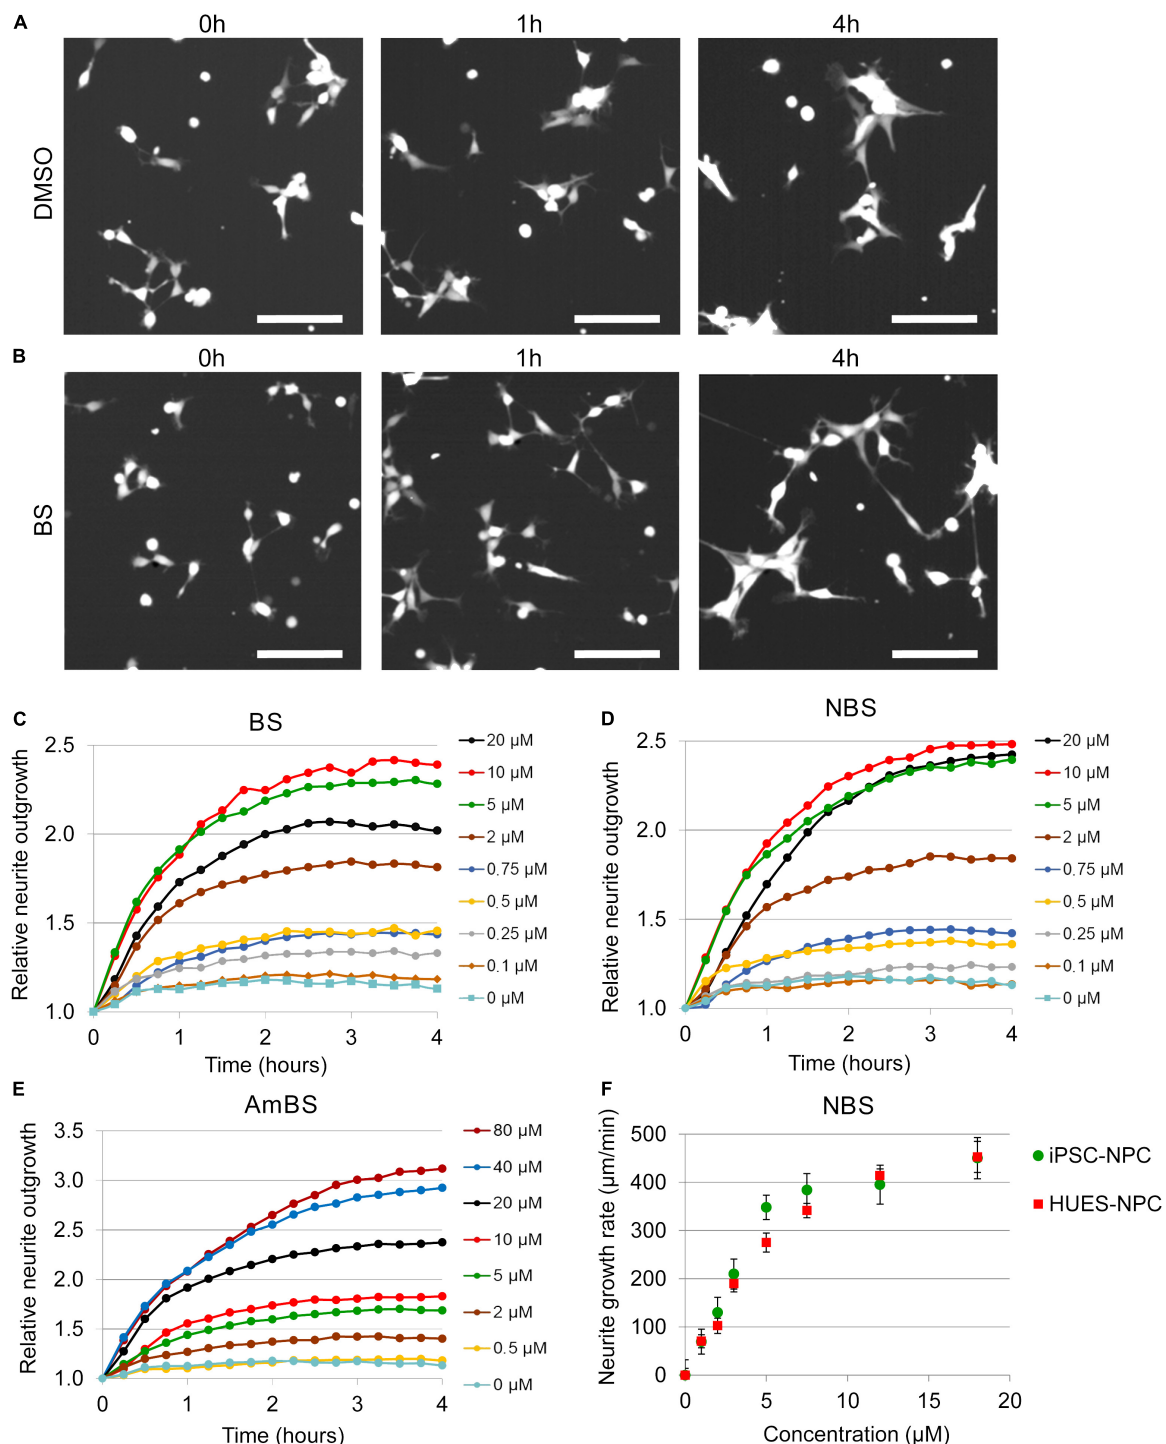 A
0h
1h
4h
DMSO
B
0h
1h
4h
BS
C
BS
Relative neurite outgrowth
2.5
2.0
1.5
1.0
0
1
2
3
4
Time (hours)
20 µM
10 µM
5 µM
2 µM
0.75 µM
0.5 µM
0.25 µM
0.1 µM
0 µM
D
NBS
Relative neurite outgrowth
2.5
2.0
1.5
1.0
0
1
2
3
4
Time (hours)
20 µM
10 µM
5 µM
2 µM
0.75 µM
0.5 µM
0.25 µM
0.1 µM
0 µM
E
AmBS
Relative neurite outgrowth
3.5
3.0
2.5
2.0
1.5
1.0
0
1
2
3
4
Time (hours)
80 µM
40 µM
20 µM
10 µM
5 µM
2 µM
0.5 µM
0 µM
F
NBS
Neurite growth rate (µm/min)
500
400
300
200
100
0
0
5
10
15
20
Concentration (µM)
iPSC-NPC
HUES-NPC